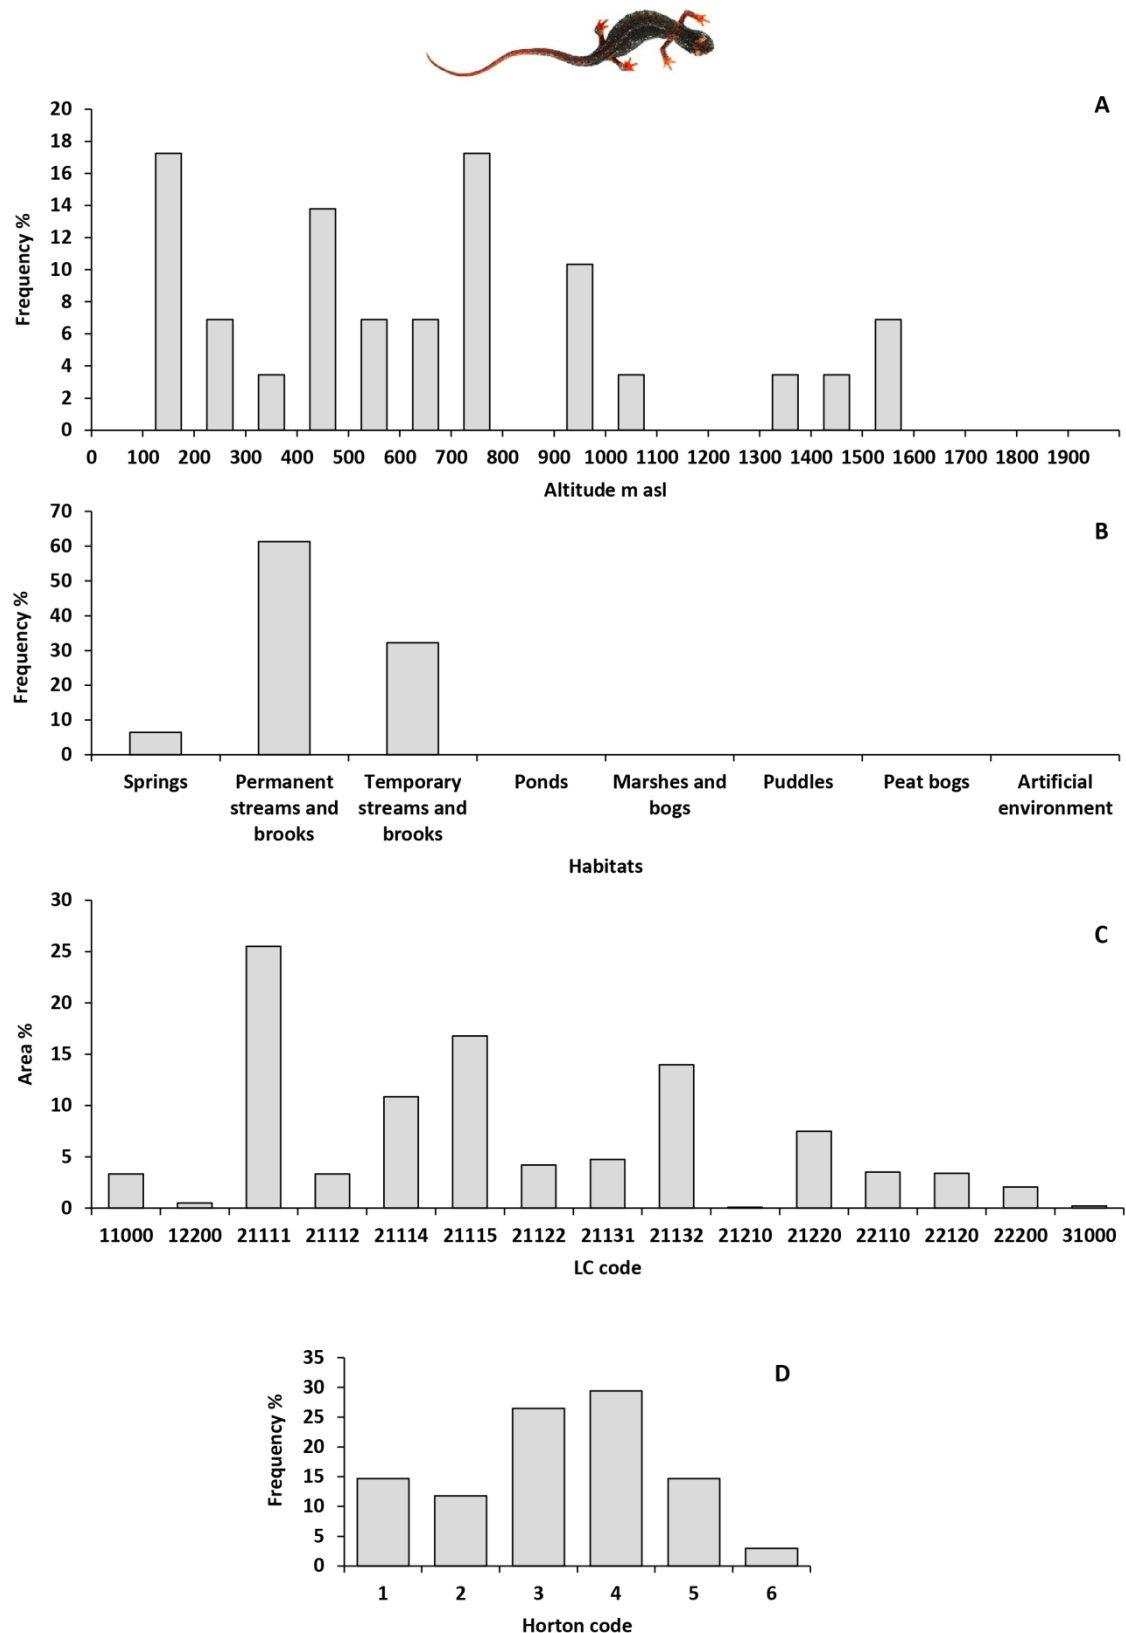 A
20
18
16
14
12
10
8
6
4
2
0
Frequency %
0 100 200 300 400 500 600 700 800 900 1000 1100 1200 1300 1400 1500 1600 1700 1800 1900
Altitude m asl
B
70
60
50
40
30
20
10
0
Frequency %
Springs Permanent Temporary Ponds Marshes and Puddles Peat bogs Artificial
streams and streams and bogs environment
brooks brooks
Habitats
C
30
25
20
15
10
5
0
Area %
11000 12200 21111 21112 21114 21115 21122 21131 21132 21210 21220 22110 22120 22200 31000
LC code
D
35
30
25
20
15
10
5
0
Frequency %
1 2 3 4 5 6
Horton code